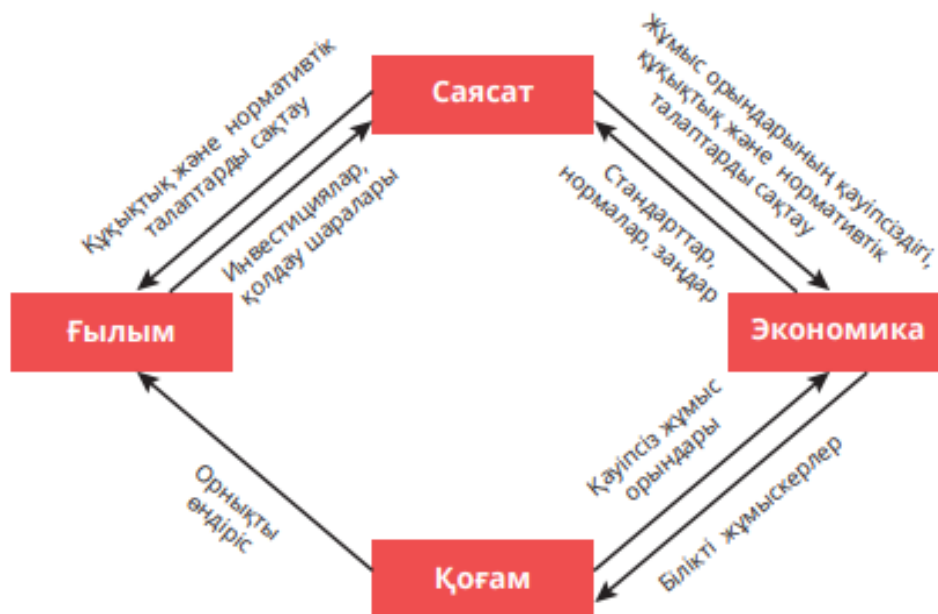 Саясат
Құқықтық және нормативтік
талаптарды сақтау
Инвестициялар,
қолдау шаралары
Жұмыс орындарының қауіпсіздігі,
құқықтық және нормативтік
талаптарды сақтау
Стандарттар,
нормалар, заңдар
Ғылым
Экономика
Орнықты
өндіріс
Қауіпсіз жұмыс
орындары
Білікті жұмыскерлер
Қоғам